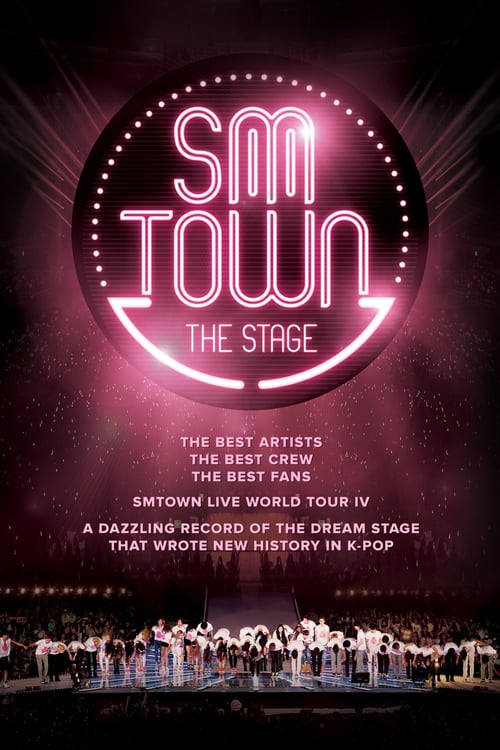 SM
TOWN
THE STAGE
THE BEST ARTISTS
THE BEST CREW
THE BEST FANS
SMTOWN LIVE WORLD TOUR IV
A DAZZLING RECORD OF THE DREAM STAGE
THAT WROTE NEW HISTORY IN K-POP